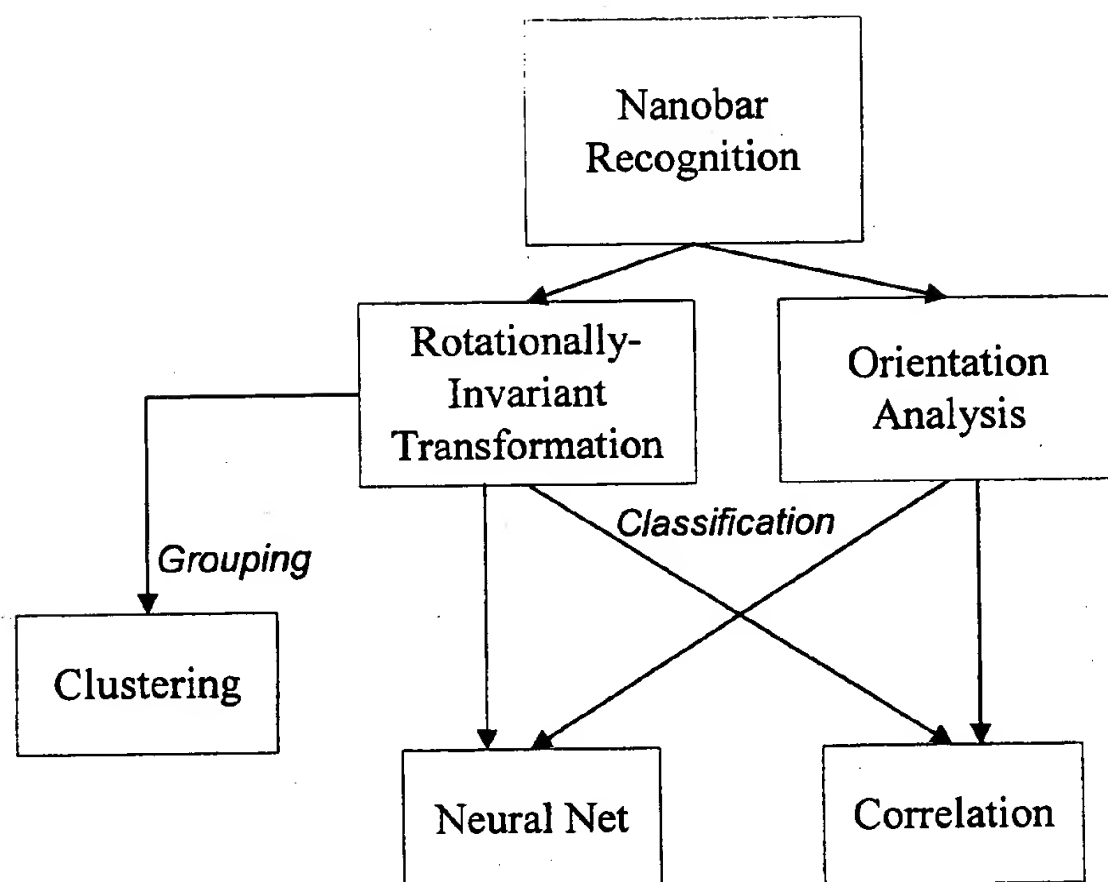 Nanobar
Recognition
Rotationally-
Invariant
Transformation
Orientation
Analysis
Classification
Grouping
Clustering
Neural Net
Correlation